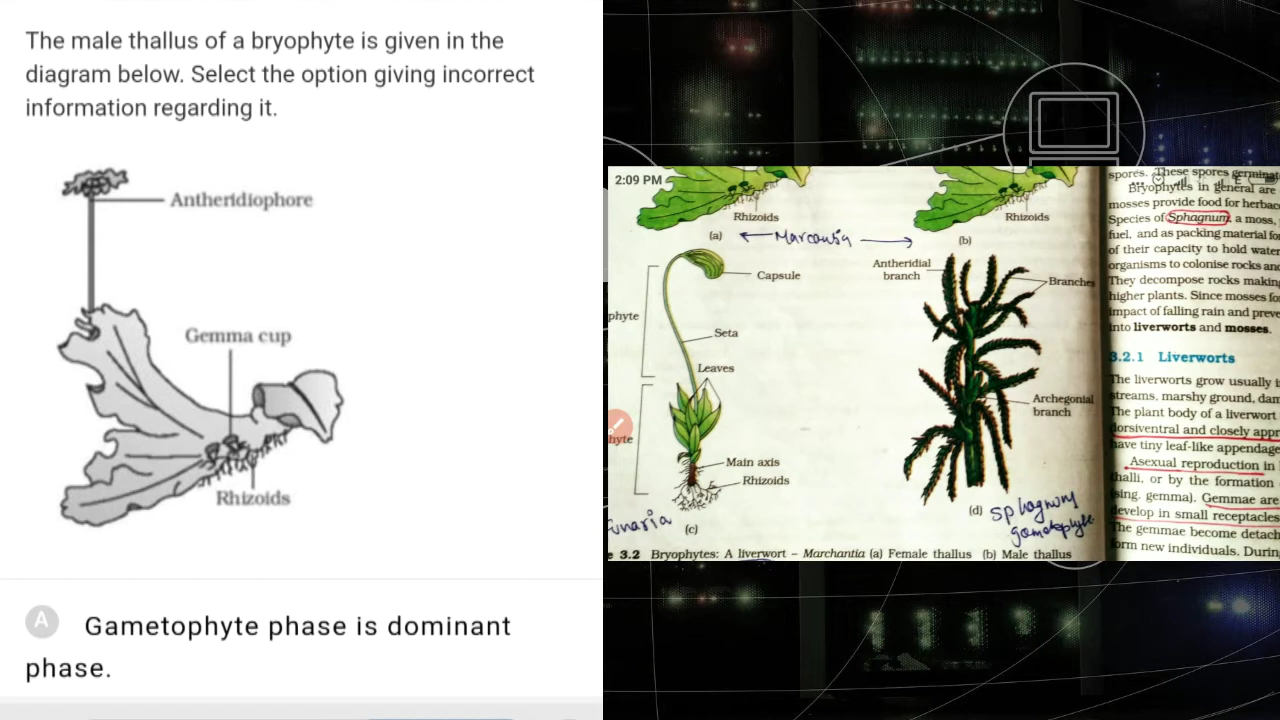 The male thallus of a bryophyte is given in the
diagram below. Select the option giving incorrect
information regarding it.
Antheridiophore
Gemma cup
Rhizoids
A Gametophyte phase is dominant
phase.
2:09 PM
Rhizoids
Rhizoids
(a)
(b)
Capsule
phyte
Seta
Leaves
hyte
Main axis
Rhizoids
(c)
Antheridial
branch
Branches
Archegonial
branch
(d) Sphagnum
gametophyte
e 3.2 Bryophytes: A liverwort – Marchantia (a) Female thallus (b) Male thallus
spores. These spores germinat
Bryophytes in general are
mosses provide food for herbac
Species of Sphagnum, a moss,
fuel, and as packing material fo
of their capacity to hold water
organisms to colonise rocks an
They decompose rocks makin
higher plants. Since mosses fo
impact of falling rain and preve
into liverworts and mosses.
3.2.1 Liverworts
The liverworts grow usually i
streams, marshy ground, dam
The plant body of a liverwort
dorsiventral and closely appr
have tiny leaf-like appendage
Asexual reproduction in
thalli, or by the formation
(sing. gemma). Gemmae are
develop in small receptacles
The gemmae become detach
form new individuals. Durin